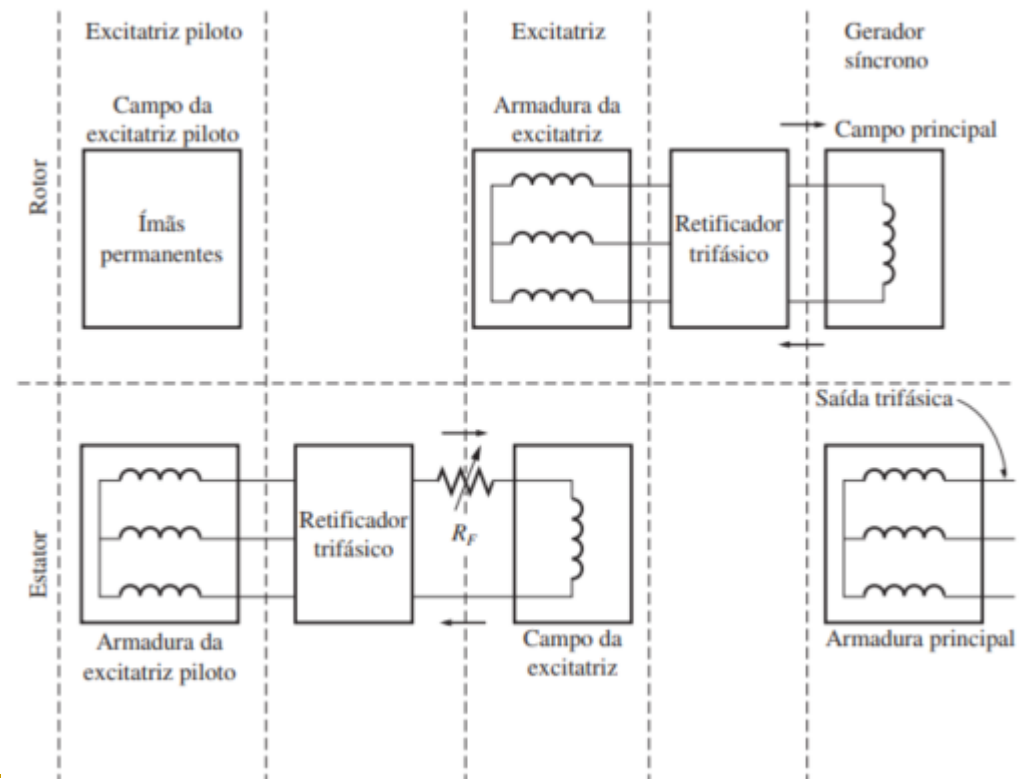 Excitatriz piloto
Excitatriz
Gerador
síncrono
Rotor
Campo da
excitatriz piloto
Ímãs
permanentes
Armadura da
excitatriz
Retificador
trifásico
Campo principal
Estator
Armadura da
excitatriz piloto
Retificador
trifásico
R_F
Campo da
excitatriz
Saída trifásica
Armadura principal